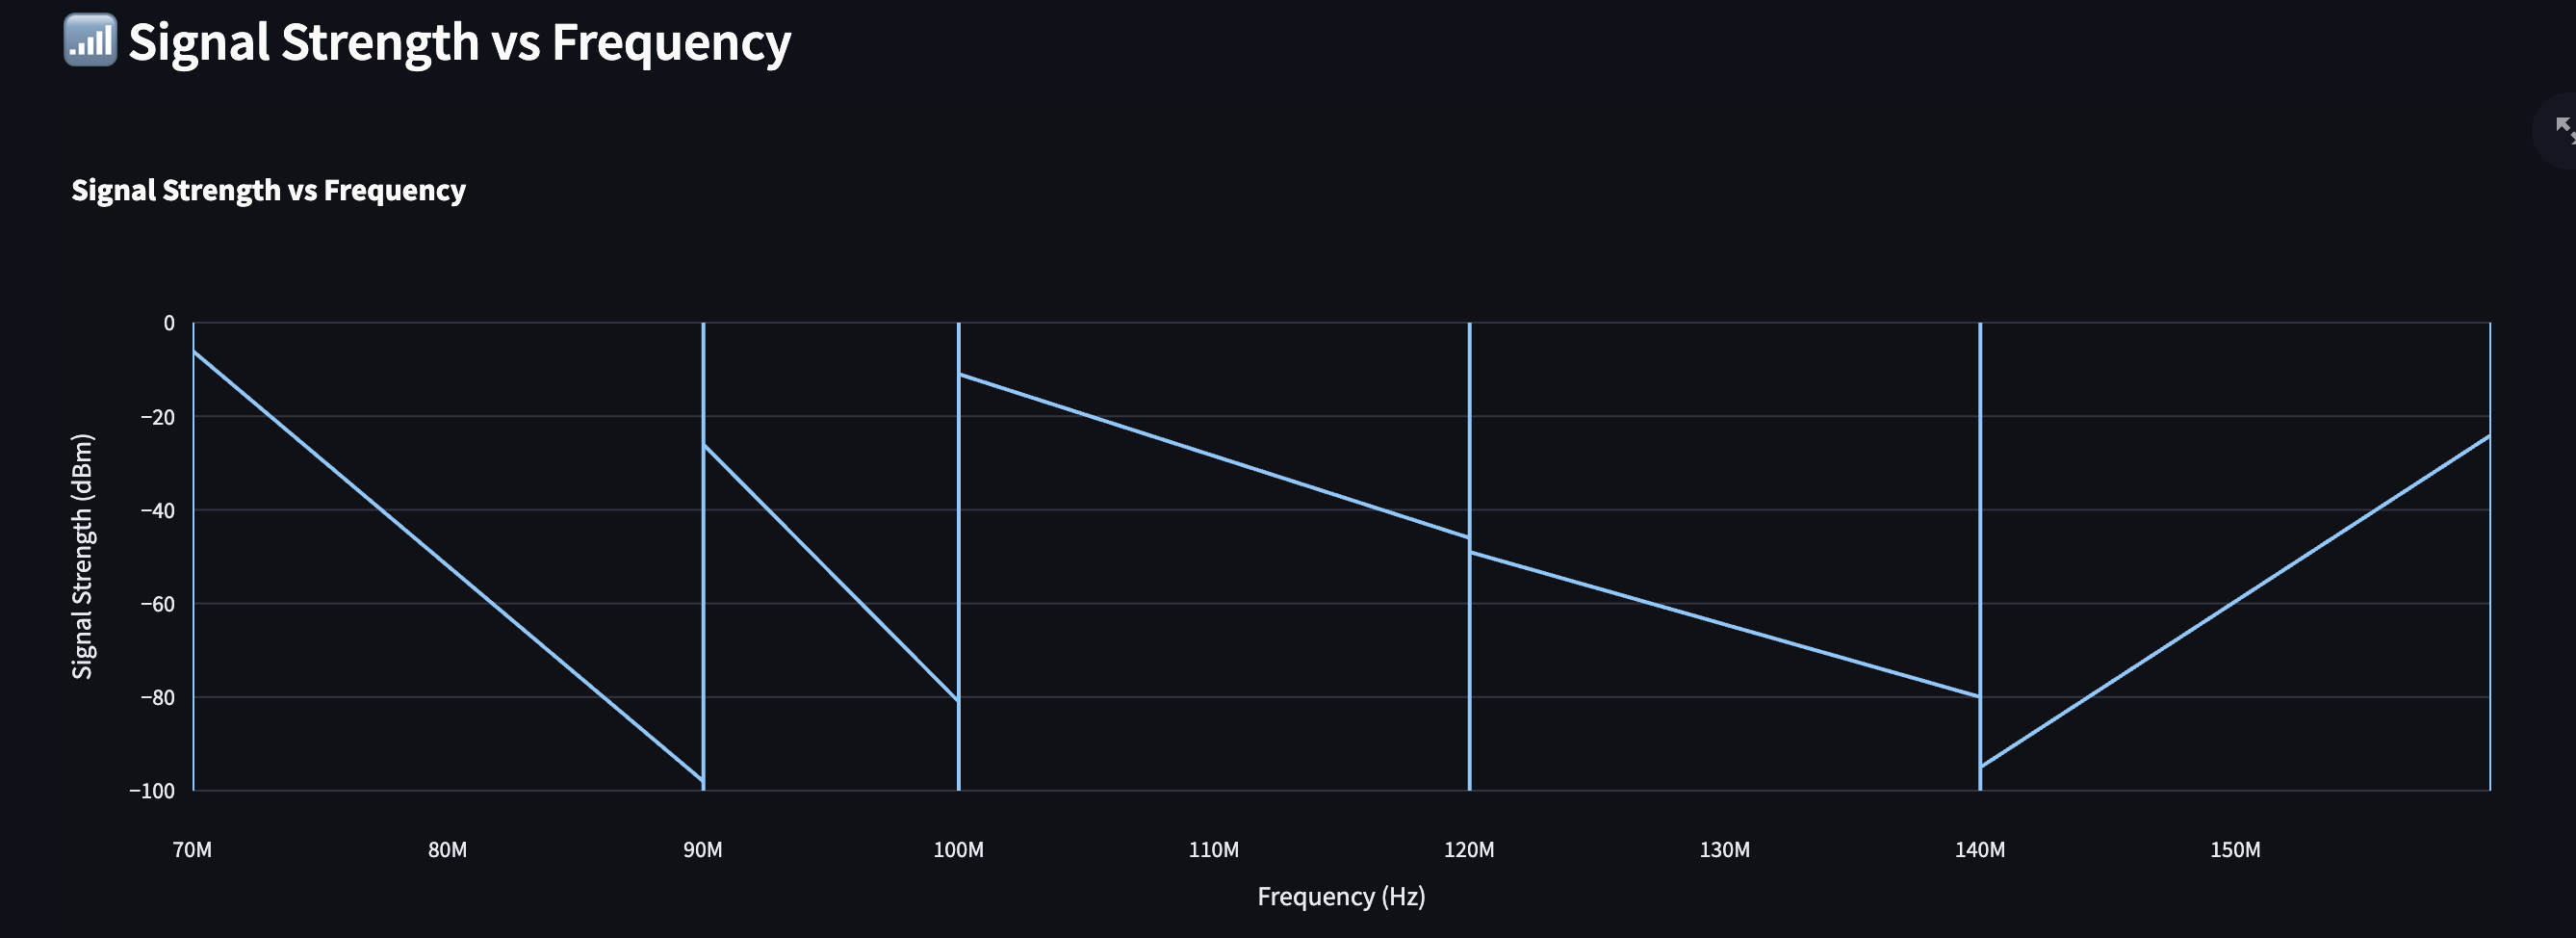 Signal Strength vs Frequency
Signal Strength vs Frequency
Signal Strength (dBm)
0
−20
−40
−60
−80
−100
70M 80M 90M 100M 110M 120M 130M 140M 150M
Frequency (Hz)